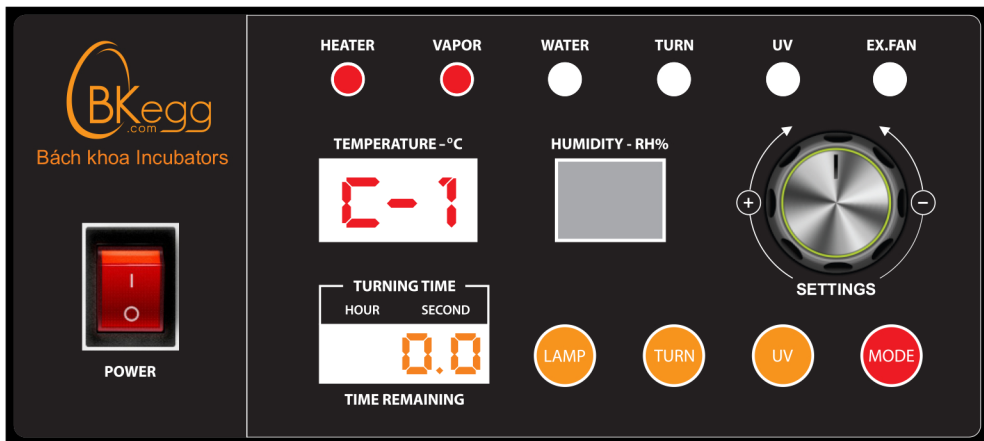 BKegg
.com
Bách khoa Incubators
I
O
POWER
HEATER VAPOR WATER TURN UV EX.FAN
TEMPERATURE-°C
C-1
HUMIDITY - RH%
+
−
SETTINGS
TURNING TIME
HOUR SECOND
0.0
TIME REMAINING
LAMP TURN UV MODE